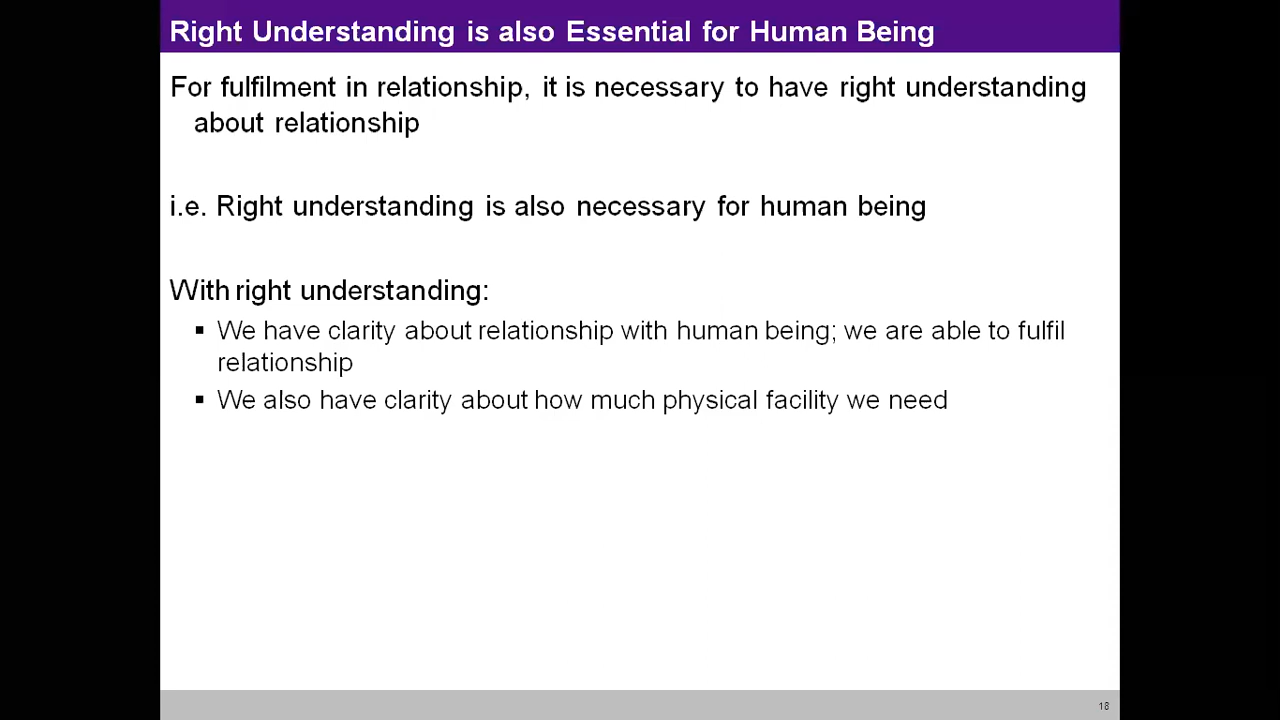 Right Understanding is also Essential for Human Being
For fulfilment in relationship, it is necessary to have right understanding
about relationship
i.e. Right understanding is also necessary for human being
With right understanding:
▪ We have clarity about relationship with human being; we are able to fulfil
relationship
▪ We also have clarity about how much physical facility we need
18